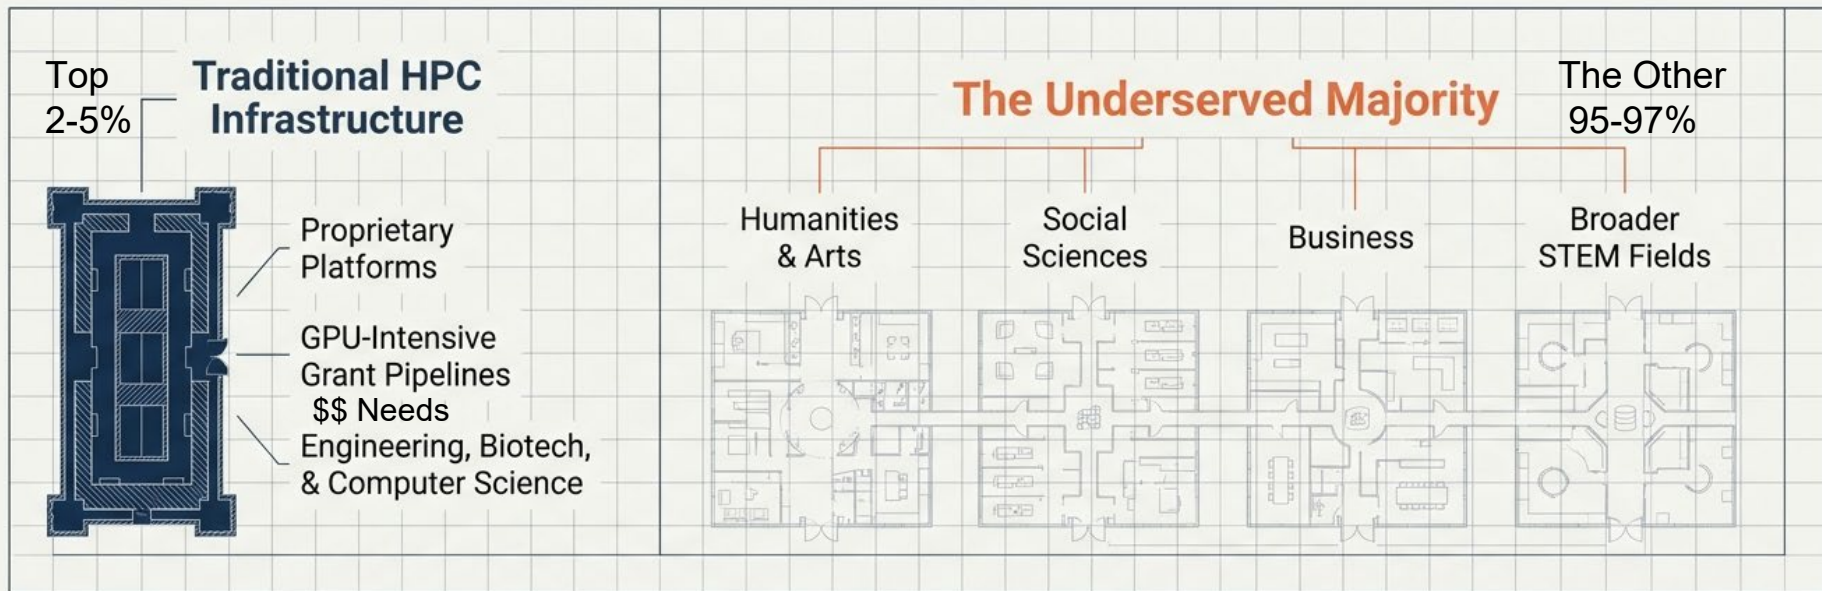 Top
2-5%
Traditional HPC
Infrastructure
Proprietary
Platforms
GPU-Intensive
Grant Pipelines
$$ Needs
Engineering, Biotech,
& Computer Science
The Underserved Majority
The Other
95-97%
Humanities
& Arts
Social
Sciences
Business
Broader
STEM Fields